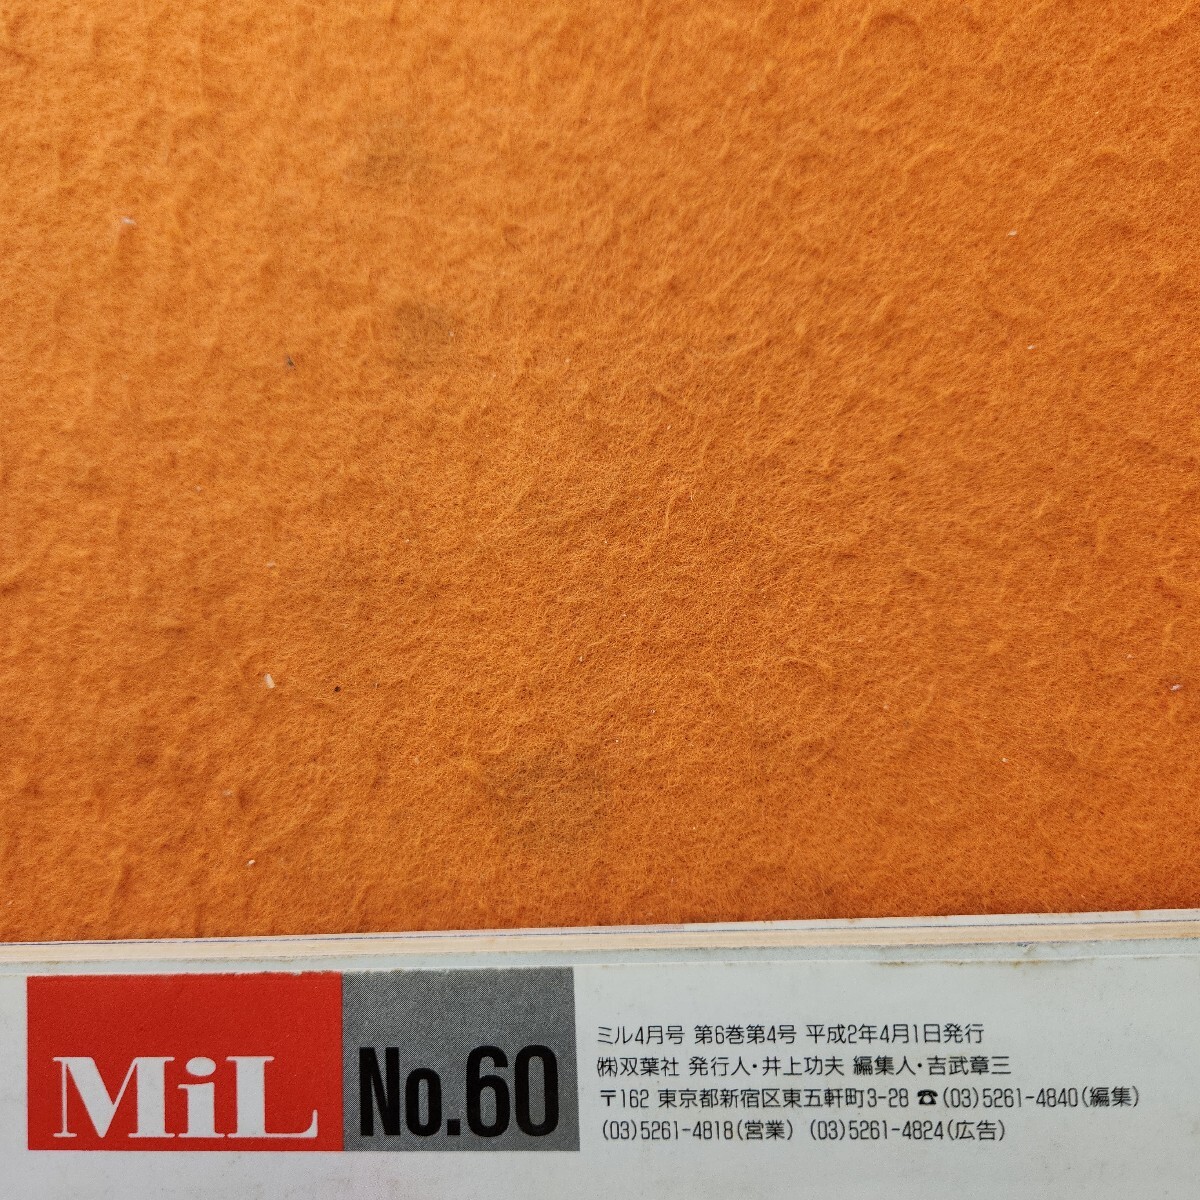 MiL
No.60
ミル4月号 第6巻第4号 平成2年4月1日発行
㈱双葉社 発行人・井上功夫 編集人・吉武章三
〒162 東京都新宿区東五軒町3-28 ☎(03)5261-4840(編集)
(03)5261-4818(営業) (03)5261-4824(広告)